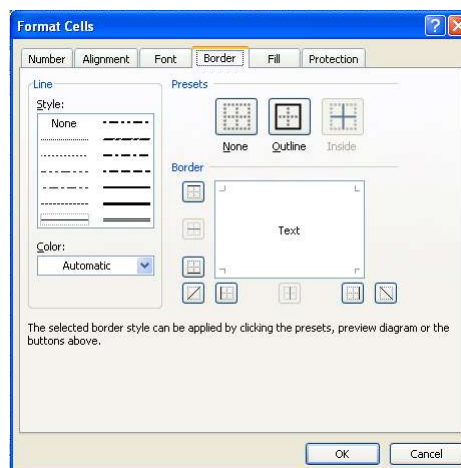 Format Cells
Number Alignment Font Border Fill Protection
Line
Style:
None
Color:
Automatic
Presets
None Outline Inside
Border
Text
The selected border style can be applied by clicking the presets, preview diagram or the
buttons above.
OK Cancel